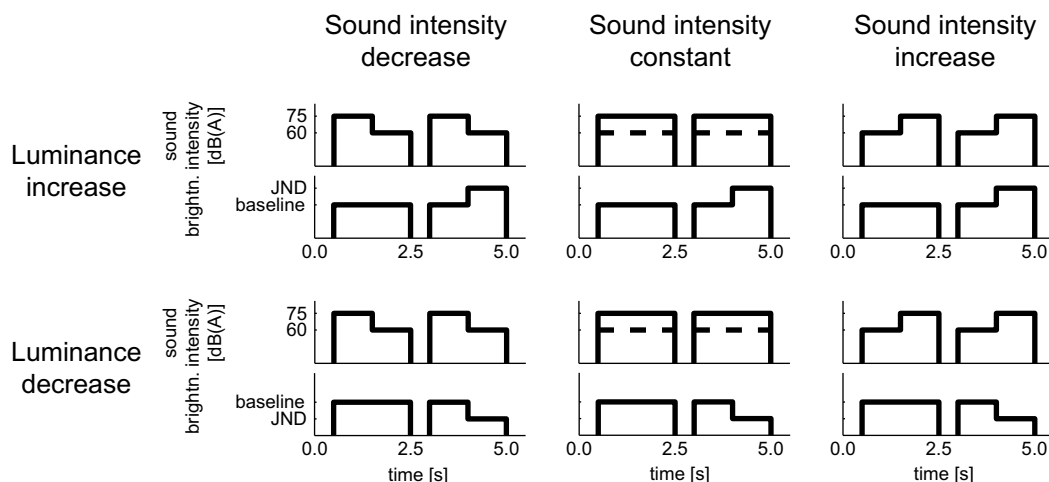 Sound intensity
decrease
Sound intensity
constant
Sound intensity
increase
Luminance
increase
sound
intensity
[dB(A)]
75
60
brightn.
JND
baseline
0.0 2.5 5.0
0.0 2.5 5.0
0.0 2.5 5.0
Luminance
decrease
sound
intensity
[dB(A)]
75
60
brightn.
baseline
JND
0.0 2.5 5.0
0.0 2.5 5.0
0.0 2.5 5.0
time [s]
time [s]
time [s]